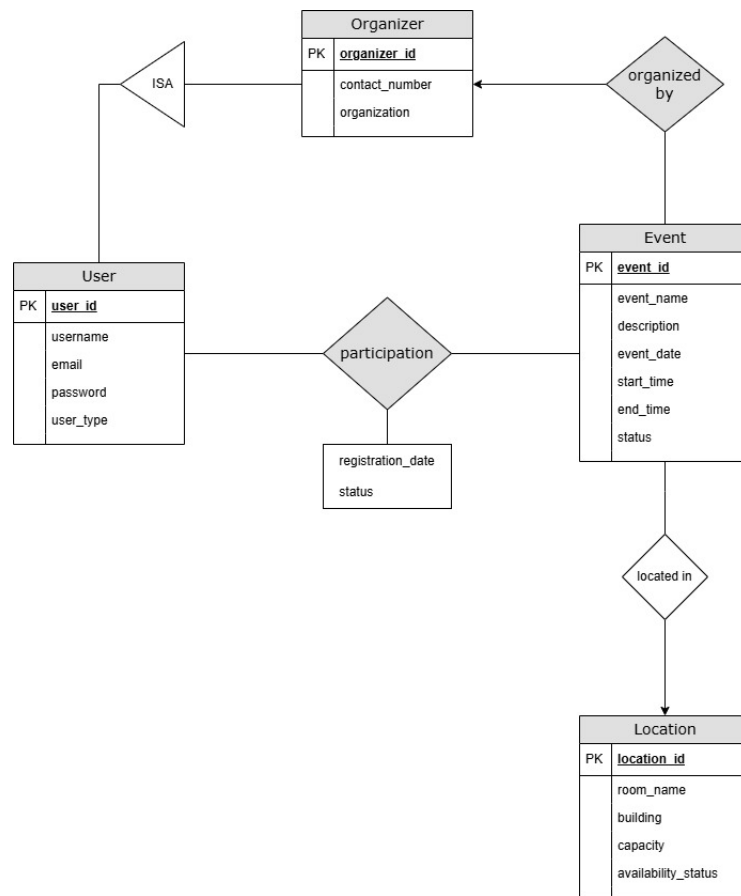 Organizer
PK organizer_id
contact_number
organization
ISA
organized
by
User
PK user_id
username
email
password
user_type
participation
registration_date
status
Event
PK event_id
event_name
description
event_date
start_time
end_time
status
located in
Location
PK location_id
room_name
building
capacity
availability_status